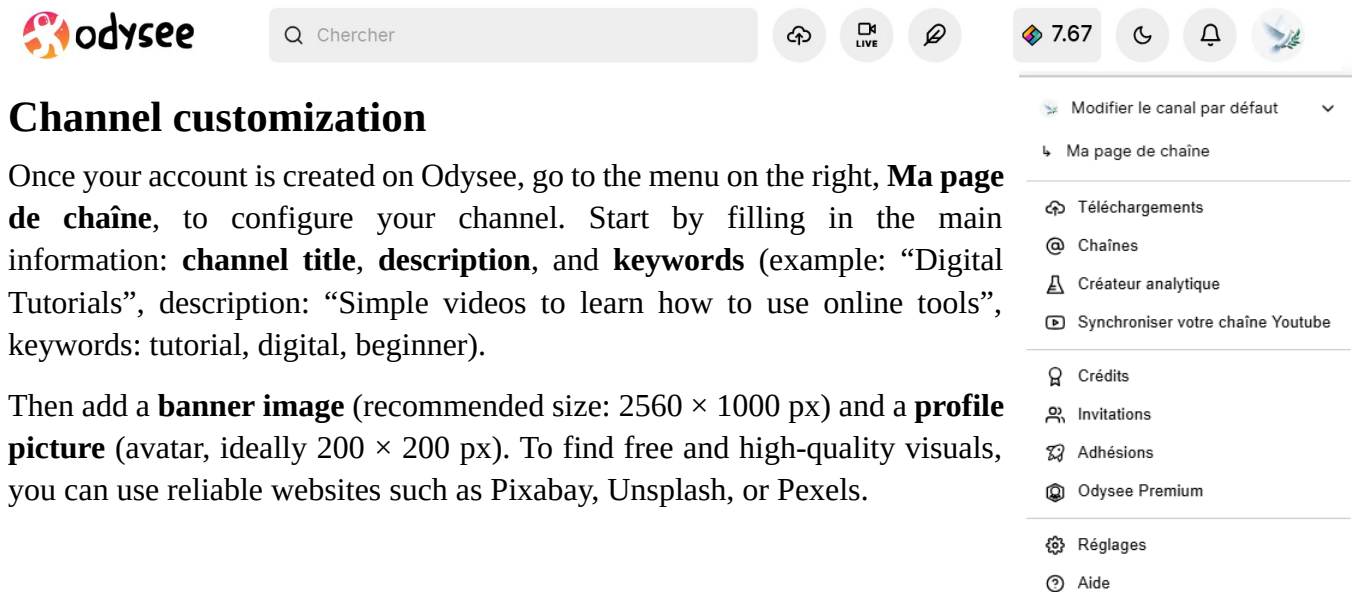 odysee
Chercher
LIVE
7.67
Channel customization
Once your account is created on Odysee, go to the menu on the right, Ma page
de chaîne, to configure your channel. Start by filling in the main
information: channel title, description, and keywords (example: “Digital
Tutorials”, description: “Simple videos to learn how to use online tools”,
keywords: tutorial, digital, beginner).
Then add a banner image (recommended size: 2560 × 1000 px) and a profile
picture (avatar, ideally 200 × 200 px). To find free and high-quality visuals,
you can use reliable websites such as Pixabay, Unsplash, or Pexels.
Modifier le canal par défaut
Ma page de chaîne
Téléchargements
Chaînes
Créateur analytique
Synchroniser votre chaîne Youtube
Crédits
Invitations
Adhésions
Odysee Premium
Réglages
Aide